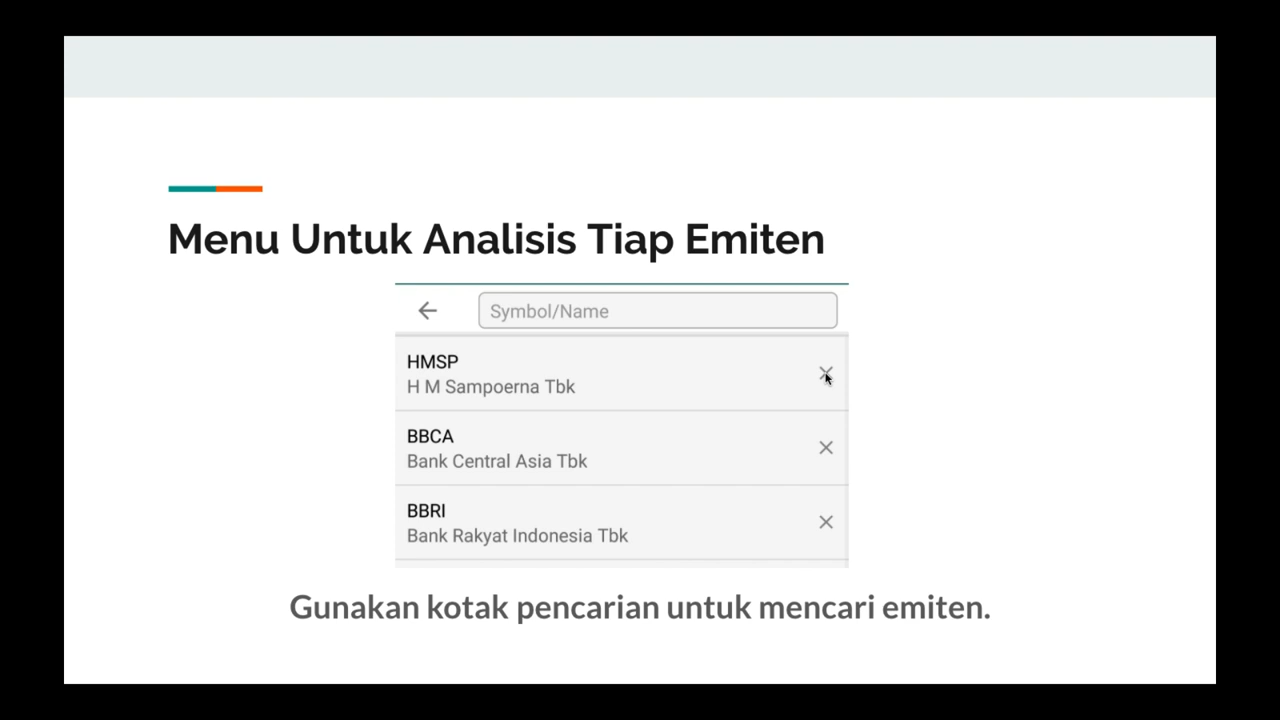 Menu Untuk Analisis Tiap Emiten
Symbol/Name
HMSP
H M Sampoerna Tbk
BBCA
Bank Central Asia Tbk
BBRI
Bank Rakyat Indonesia Tbk
Gunakan kotak pencarian untuk mencari emiten.